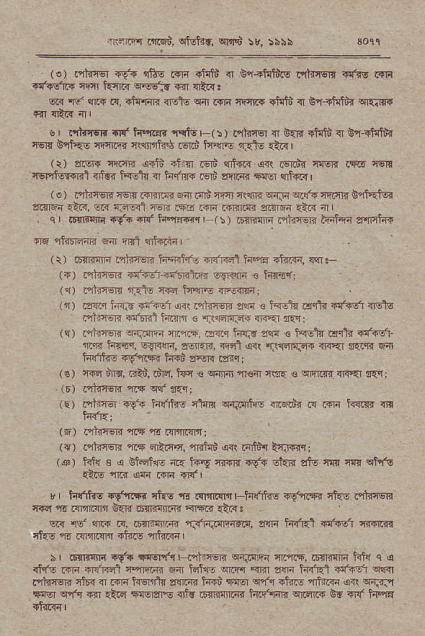 বাংলাদেশ গেজেট, অতিরিক্ত, আগস্ট ১৮, ১৯৯৯ ৪০৭৭
(৩) পৌরসভা কর্তৃক গঠিত কোন কমিটি বা উপ-কমিটিতে পৌরসভায় কর্মরত কোন
কর্মকর্তাকে সদস্য হিসাবে অন্তর্ভুক্ত করা যাইবে:
তবে শর্ত থাকে যে, কমিশনার ব্যতীত অন্য কোন সদস্যকে কমিটি বা উপ-কমিটির আহ্বায়ক
করা যাইবে না।
৬। পৌরসভার কার্য নিষ্পন্নের পদ্ধতি।—(১) পৌরসভা বা উহার কমিটি বা উপ-কমিটির
সভায় উপস্থিত সদস্যদের সংখ্যাগরিষ্ঠ ভোটে সিদ্ধান্ত গৃহীত হইবে।
(২) প্রত্যেক সদস্যের একটি করিয়া ভোট থাকিবে এবং ভোটের সমতার ক্ষেত্রে সভায়
সভাপতিত্বকারী ব্যক্তির দ্বিতীয় বা নির্ণায়ক ভোট প্রদানের ক্ষমতা থাকিবে।
(৩) পৌরসভার সভায় কোরামের জন্য মোট সদস্য সংখ্যার অন্যূন অর্ধেক সদস্যের উপস্থিতির
প্রয়োজন হইবে, তবে মূলতবী সভার ক্ষেত্রে কোন কোরামের প্রয়োজন হইবে না।
৭। চেয়ারম্যান কর্তৃক কার্য নিষ্পন্নকরণ।—(১) চেয়ারম্যান পৌরসভার দৈনন্দিন প্রশাসনিক
কাজ পরিচালনার জন্য দায়ী থাকিবেন।
(২) চেয়ারম্যান পৌরসভার নিম্নবর্ণিত কার্যাবলী নিষ্পন্ন করিবেন, যথা:—
(ক) পৌরসভার কর্মকর্তা-কর্মচারীদের তত্ত্বাবধান ও নিয়ন্ত্রণ;
(খ) পৌরসভায় গৃহীত সকল সিদ্ধান্ত বাস্তবায়ন;
(গ) প্রেষণে নিযুক্ত কর্মকর্তা এবং পৌরসভার প্রথম ও দ্বিতীয় শ্রেণীর কর্মকর্তা ব্যতীত
পৌরসভার কর্মচারী নিয়োগ ও শৃংখলামূলক ব্যবস্থা গ্রহণ;
(ঘ) পৌরসভার অনুমোদন সাপেক্ষে, প্রেষণে নিযুক্ত প্রথম ও দ্বিতীয় শ্রেণীর কর্মকর্তা-
গণের নিয়ন্ত্রণ, তত্ত্বাবধান, প্রত্যাহার, বদলী এবং শৃংখলামূলক ব্যবস্থা গ্রহণের জন্য
নির্ধারিত কর্তৃপক্ষের নিকট প্রস্তাব প্রেরণ;
(ঙ) সকল ট্যাক্স, রেইট, টোল, ফিস ও অন্যান্য পাওনা সংগ্রহ ও আদায়ের ব্যবস্থা গ্রহণ;
(চ) পৌরসভার পক্ষে অর্থ গ্রহণ;
(ছ) পৌরসভা কর্তৃক নির্ধারিত সীমায় অনুমোদিত বাজেটের যে কোন বিষয়ের ব্যয়
নির্বাহ;
(জ) পৌরসভার পক্ষে পত্র যোগাযোগ;
(ঝ) পৌরসভার পক্ষে লাইসেন্স, পারমিট এবং নোটিশ ইস্যুকরণ;
(ঞ) বিধি ৪ এ উল্লিখিত নহে কিন্তু সরকার কর্তৃক তাঁহার প্রতি সময় সময় অর্পিত
হইতে পারে এমন কোন কার্য।
৮। নির্ধারিত কর্তৃপক্ষের সহিত পত্র যোগাযোগ।—নির্ধারিত কর্তৃপক্ষের সহিত পৌরসভার
সকল পত্র যোগাযোগ উহার চেয়ারম্যানের স্বাক্ষরে হইবে:
তবে শর্ত থাকে যে, চেয়ারম্যানের পূর্বানুমোদনক্রমে, প্রধান নির্বাহী কর্মকর্তা সরকারের
সহিত পত্র যোগাযোগ করিতে পারিবেন।
৯। চেয়ারম্যান কর্তৃক ক্ষমতার্পণ।—পৌরসভার অনুমোদন সাপেক্ষে, চেয়ারম্যান বিধি ৭ এ
বর্ণিত কোন কার্যাবলী সম্পাদনের জন্য লিখিত আদেশ দ্বারা প্রধান নির্বাহী কর্মকর্তা অথবা
পৌরসভার সচিব বা কোন বিভাগীয় প্রধানের নিকট ক্ষমতা অর্পণ করিতে পারিবেন এবং অনুরূপ
ক্ষমতা অর্পণ করা হইলে ক্ষমতাপ্রাপ্ত ব্যক্তি চেয়ারম্যানের নির্দেশনার আলোকে উক্ত কার্য নিষ্পন্ন
করিবেন।